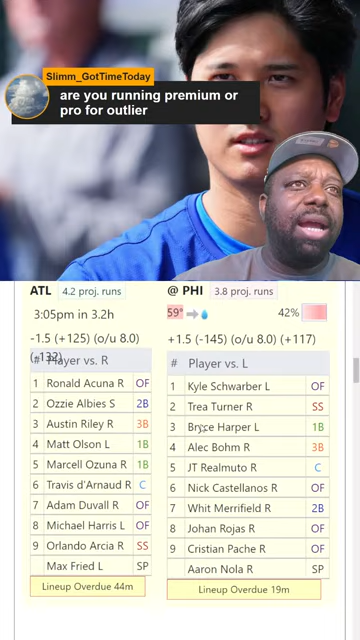 Slimm_GotTimeToday
are you running premium or
pro for outlier
ATL 4.2 proj. runs
3:05pm in 3.2h
-1.5 (+125) (o/u 8.0)
(-132)
# Player vs. R
1 Ronald Acuna R OF
2 Ozzie Albies S 2B
3 Austin Riley R 3B
4 Matt Olson L 1B
5 Marcell Ozuna R 1B
6 Travis d'Arnaud R C
7 Adam Duvall R OF
8 Michael Harris L OF
9 Orlando Arcia R SS
Max Fried L SP
Lineup Overdue 44m
@ PHI 3.8 proj. runs
59° 42%
+1.5 (-145) (o/u 8.0) (+117)
# Player vs. L
1 Kyle Schwarber L OF
2 Trea Turner R SS
3 Bryce Harper L 1B
4 Alec Bohm R 3B
5 JT Realmuto R C
6 Nick Castellanos R OF
7 Whit Merrifield R 2B
8 Johan Rojas R OF
9 Cristian Pache R OF
Aaron Nola R SP
Lineup Overdue 19m